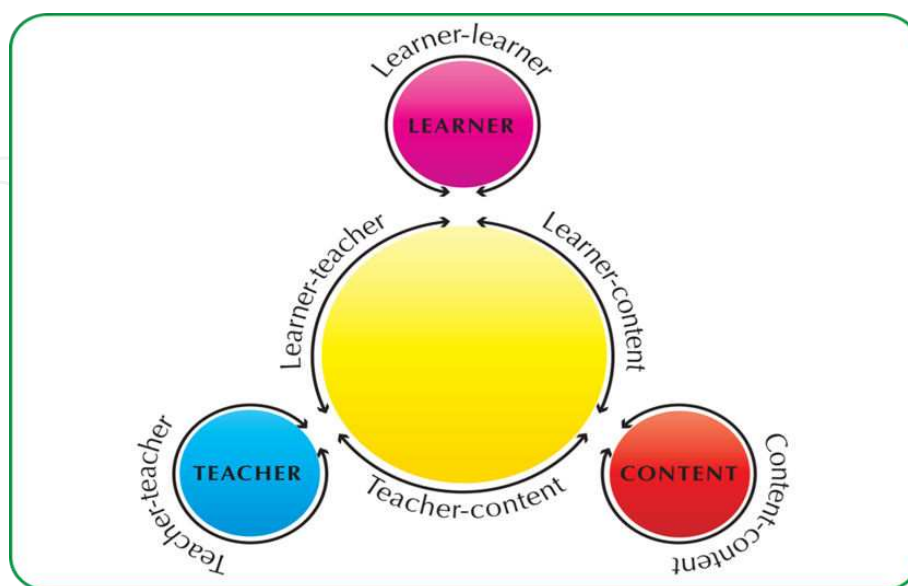 Learner-learner
LEARNER
Learner-teacher
Learner-content
Teacher-teacher
TEACHER
Teacher-content
CONTENT
Content-content